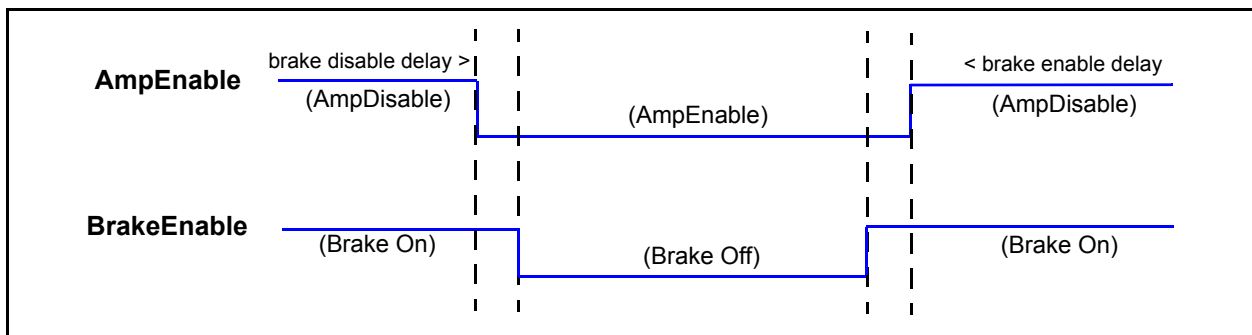 brake disable delay >
< brake enable delay
AmpEnable
(AmpDisable)
(AmpEnable)
(AmpDisable)
BrakeEnable
(Brake On)
(Brake Off)
(Brake On)